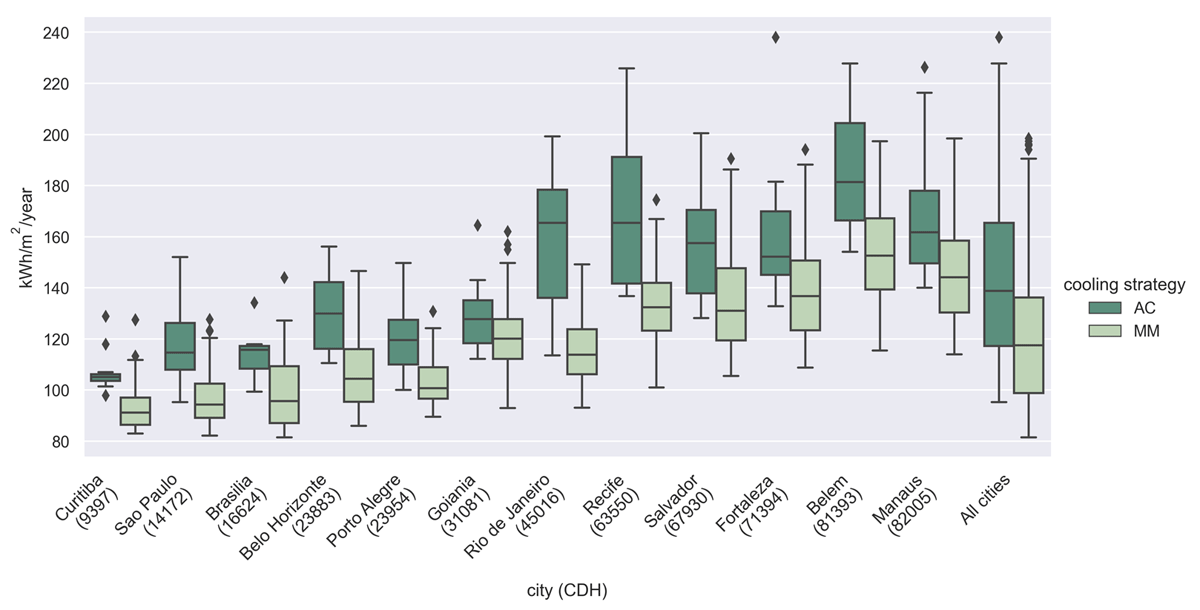 240
220
200
180
160
140
120
100
80
kWh/m²/year
Curitiba
(9397)
Sao Paulo
(14172)
Brasilia
(16624)
Belo Horizonte
(23883)
Porto Alegre
(23954)
Goiania
(31081)
Rio de Janeiro
(45016)
Recife
(63550)
Salvador
(67930)
Fortaleza
(71394)
Belem
(81393)
Manaus
(82005)
All cities
city (CDH)
cooling strategy
AC
MM